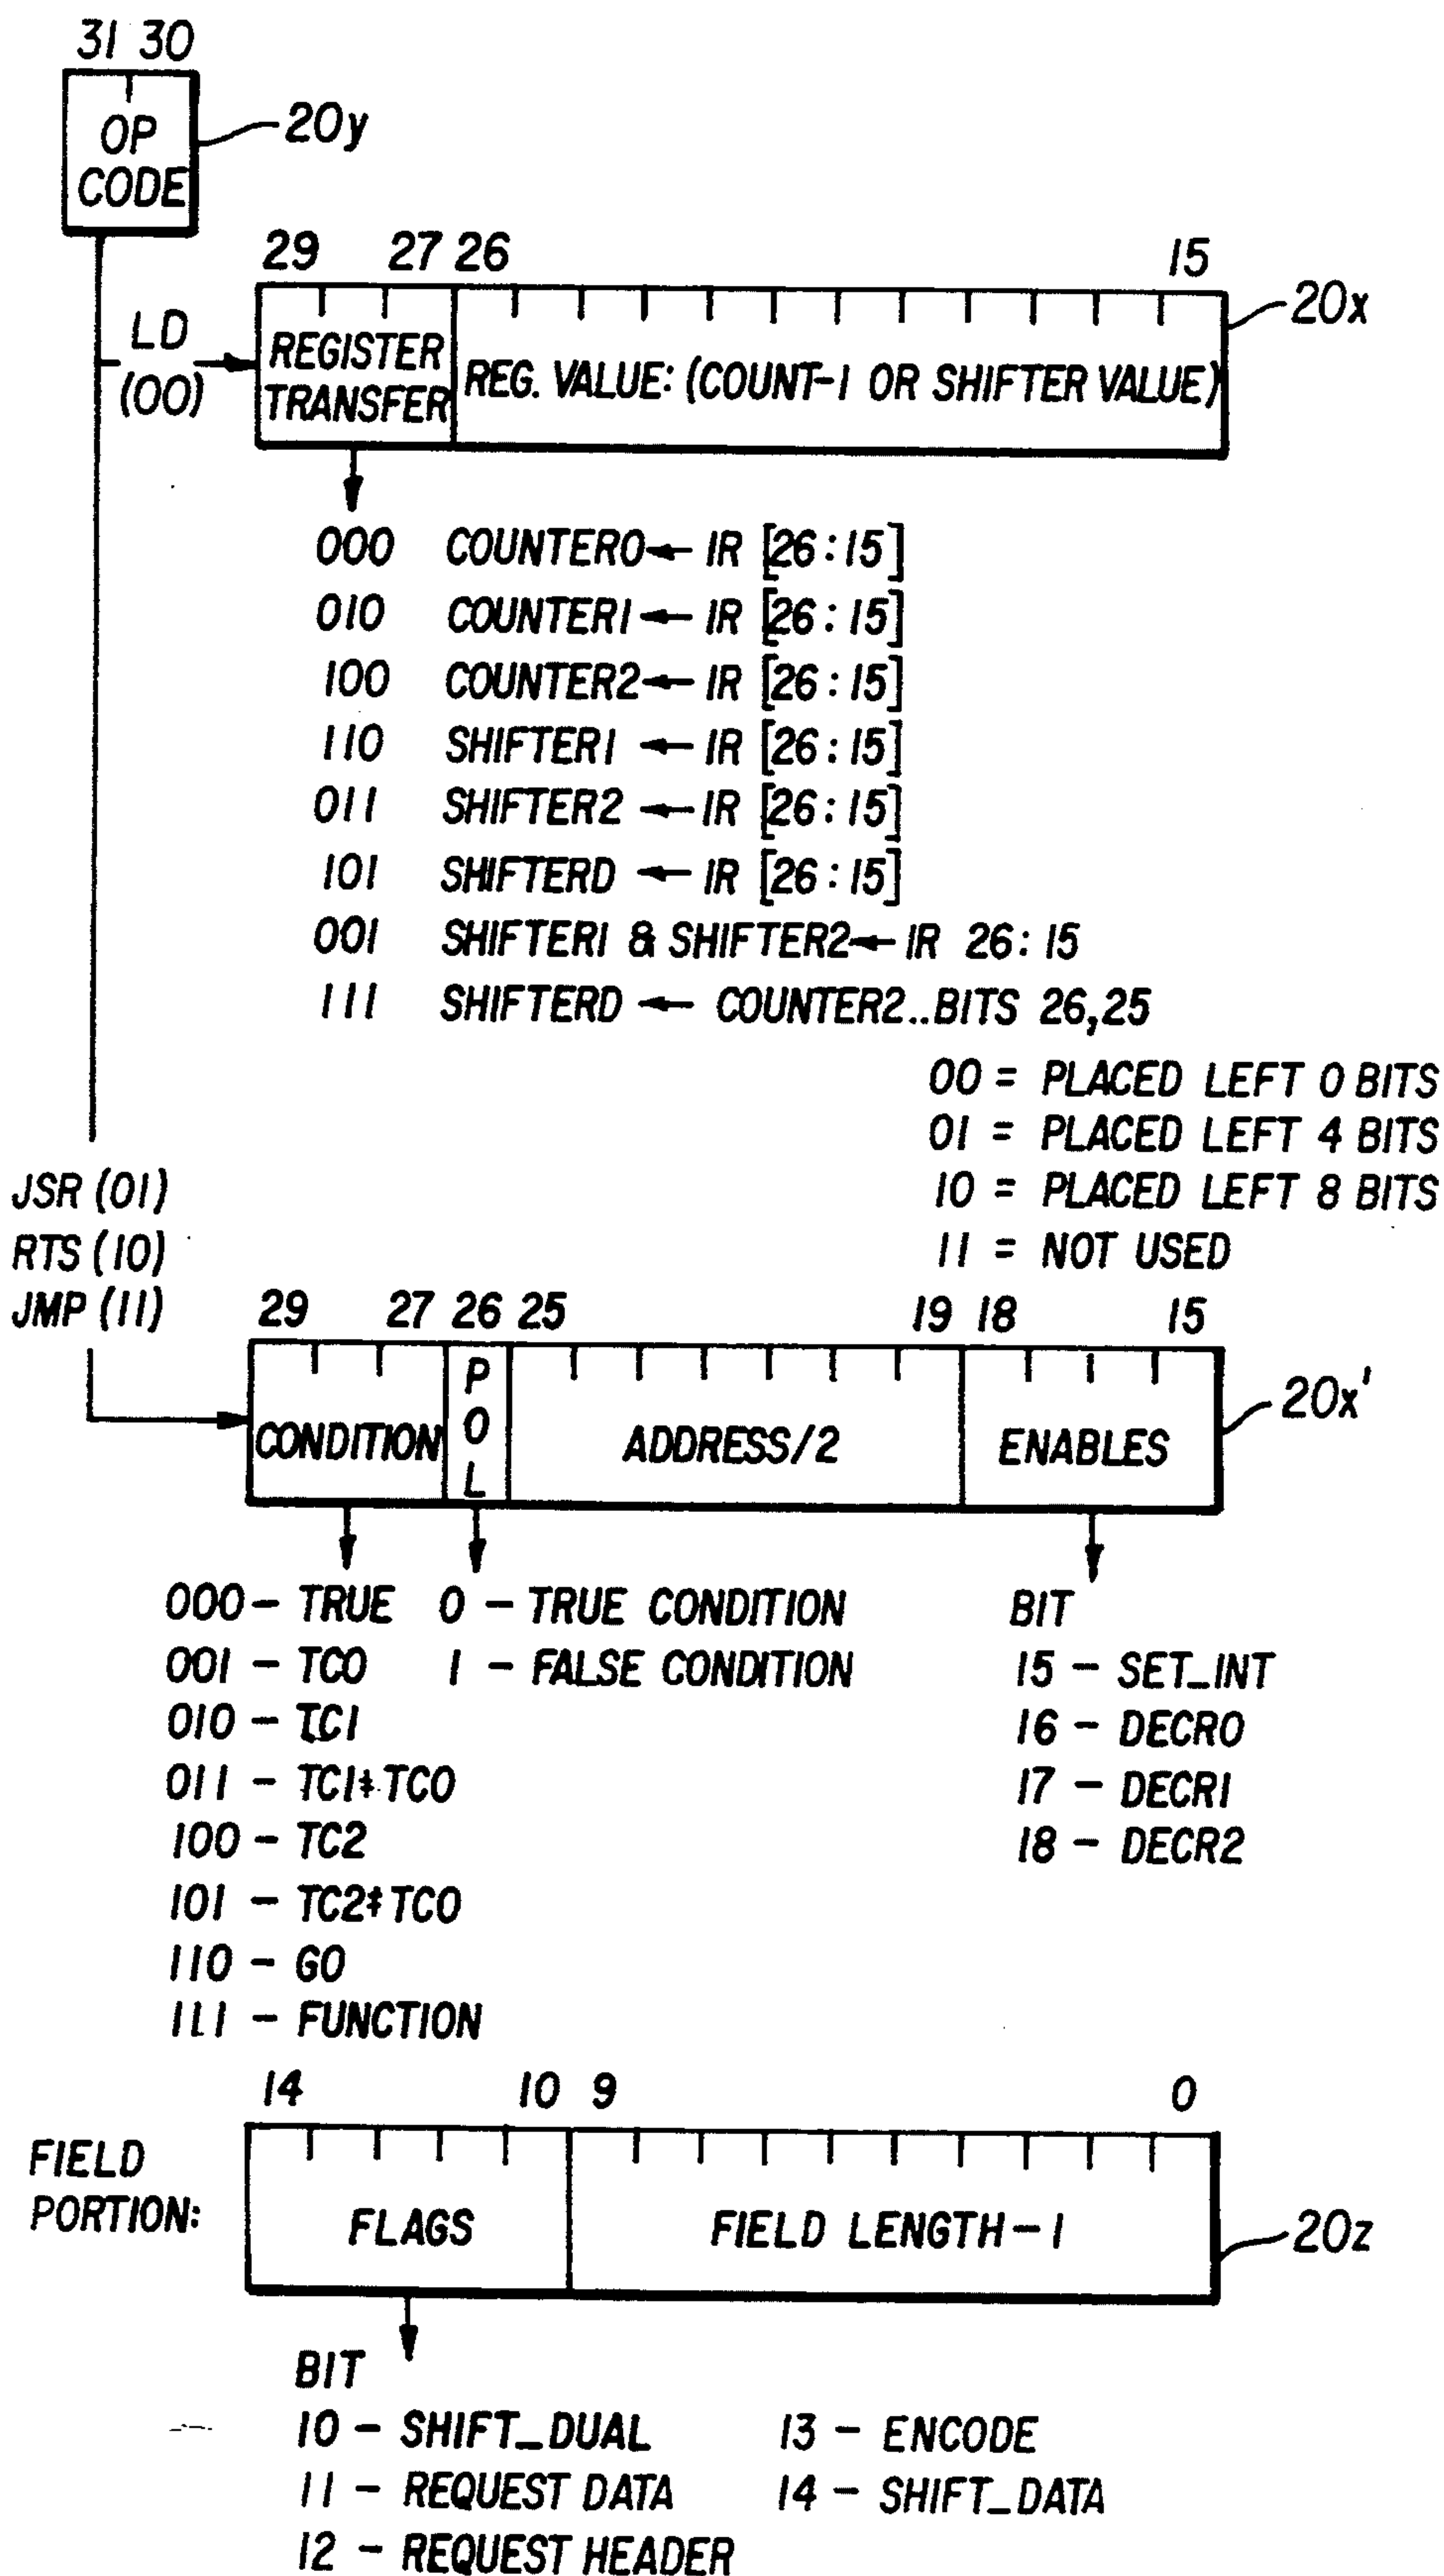 31 30
OP
CODE
20y
29 27 26 15
LD
(00)
REGISTER
TRANSFER
REG. VALUE: (COUNT-1 OR SHIFTER VALUE)
20x
000 COUNTER0← IR [26:15]
010 COUNTER1← IR [26:15]
100 COUNTER2← IR [26:15]
110 SHIFTER1 ← IR [26:15]
011 SHIFTER2 ← IR [26:15]
101 SHIFTERD ← IR [26:15]
001 SHIFTER1 & SHIFTER2← IR 26:15
111 SHIFTERD ← COUNTER2..BITS 26,25
00 = PLACED LEFT 0 BITS
01 = PLACED LEFT 4 BITS
10 = PLACED LEFT 8 BITS
11 = NOT USED
JSR (01)
RTS (10)
JMP (11)
29 27 26 25 19 18 15
CONDITION
POL
ADDRESS/2
ENABLES
20x'
000 - TRUE
001 - TC0
010 - TC1
011 - TC1‡TC0
100 - TC2
101 - TC2‡TC0
110 - GO
111 - FUNCTION
0 - TRUE CONDITION
1 - FALSE CONDITION
BIT
15 - SET_INT
16 - DECR0
17 - DECR1
18 - DECR2
14 10 9 0
FIELD
PORTION:
FLAGS
FIELD LENGTH-1
20z
BIT
10 - SHIFT_DUAL
11 - REQUEST DATA
12 - REQUEST HEADER
13 - ENCODE
14 - SHIFT_DATA